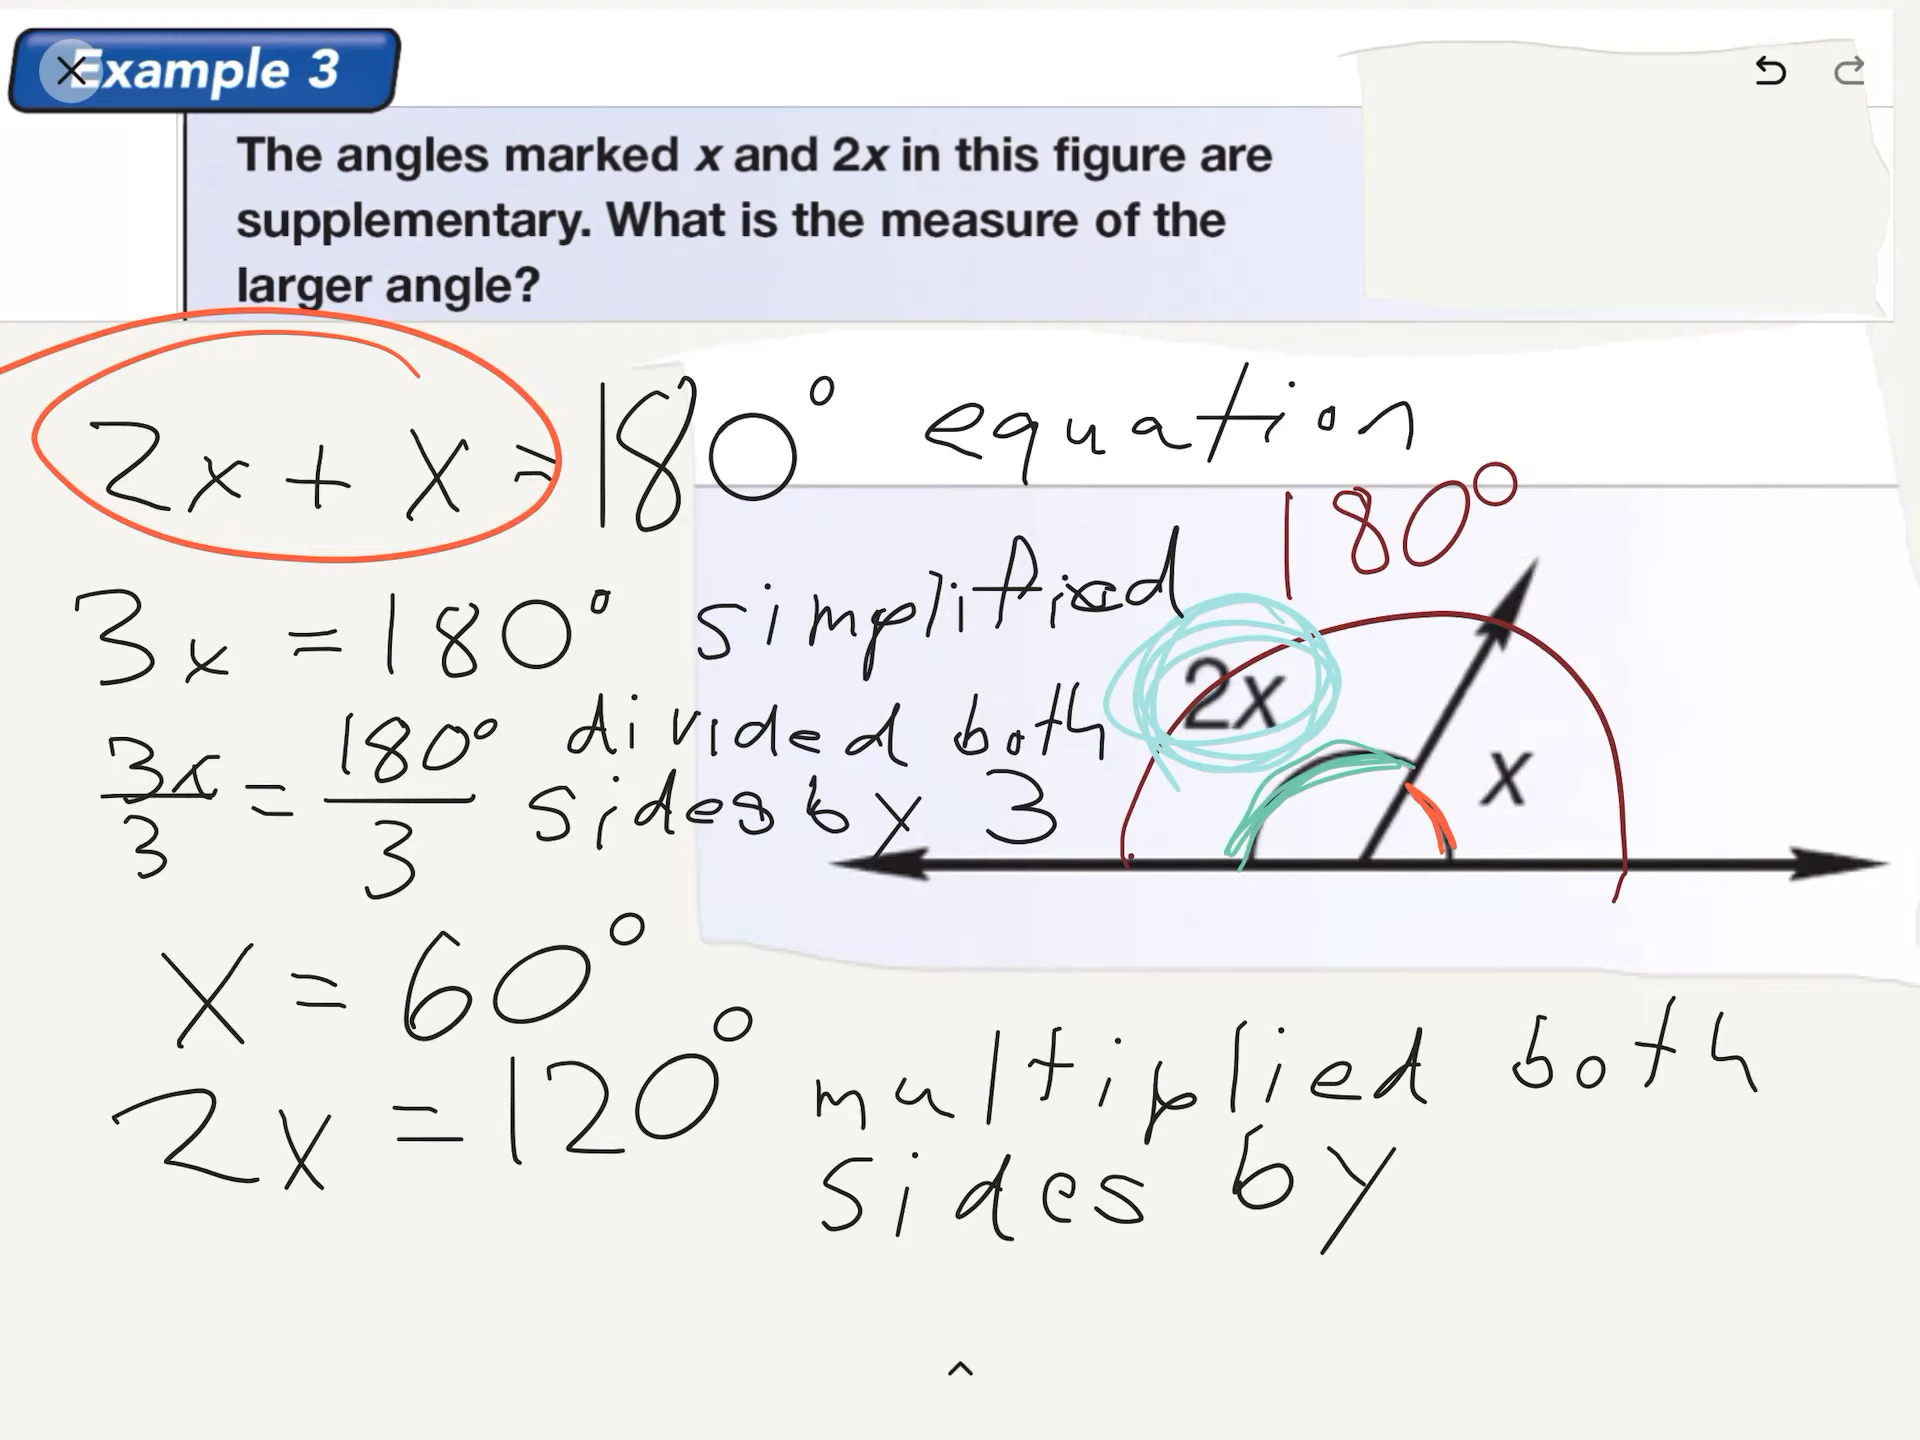 Example 3
The angles marked x and 2x in this figure are
supplementary. What is the measure of the
larger angle?
2x + x = 180° equation
180°
3x = 180° simplified
2x
x
3x/3 = 180°/3 divided both
sides by 3
x = 60°
2x = 120° multiplied both
sides by